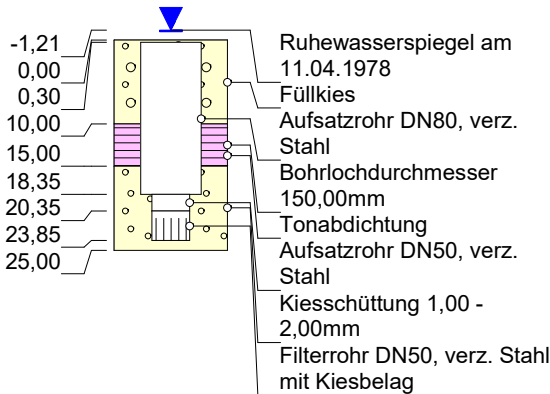 -1,21
0,00
0,30
10,00
15,00
18,35
20,35
23,85
25,00
Ruhewasserspiegel am
11.04.1978
Füllkies
Aufsatzrohr DN80, verz.
Stahl
Bohrlochdurchmesser
150,00mm
Tonabdichtung
Aufsatzrohr DN50, verz.
Stahl
Kiesschüttung 1,00 -
2,00mm
Filterrohr DN50, verz. Stahl
mit Kiesbelag